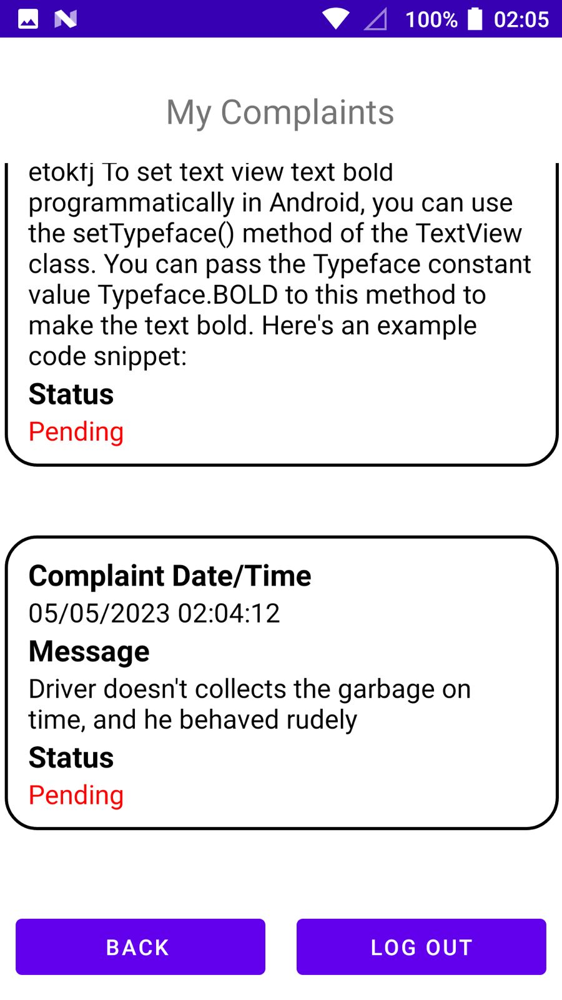 100% 02:05
My Complaints
etokfj To set text view text bold
programmatically in Android, you can use
the setTypeface() method of the TextView
class. You can pass the Typeface constant
value Typeface.BOLD to this method to
make the text bold. Here's an example
code snippet:
Status
Pending
Complaint Date/Time
05/05/2023 02:04:12
Message
Driver doesn't collects the garbage on
time, and he behaved rudely
Status
Pending
BACK
LOG OUT